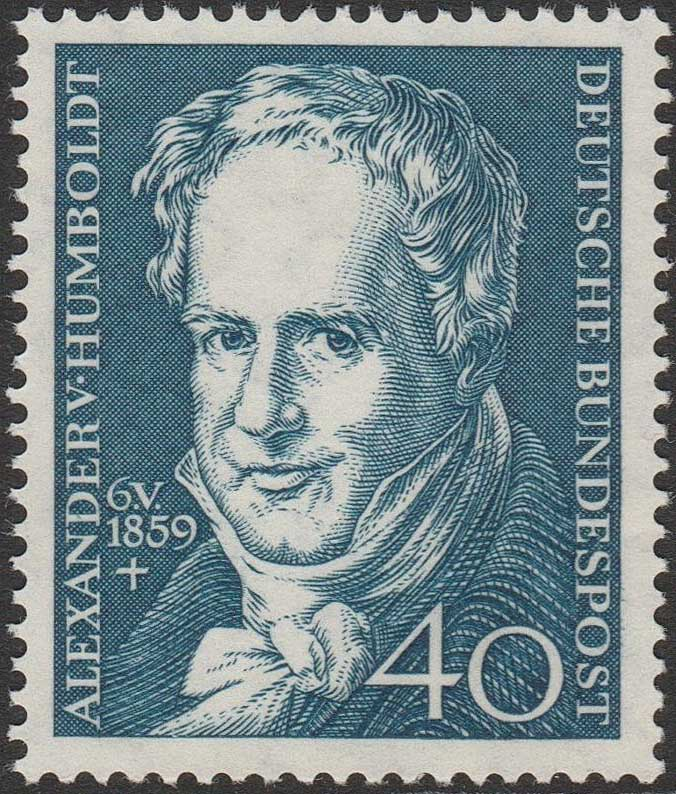 ALEXANDER V·HUMBOLDT
6.V.
1859
+
40
DEUTSCHE BUNDESPOST